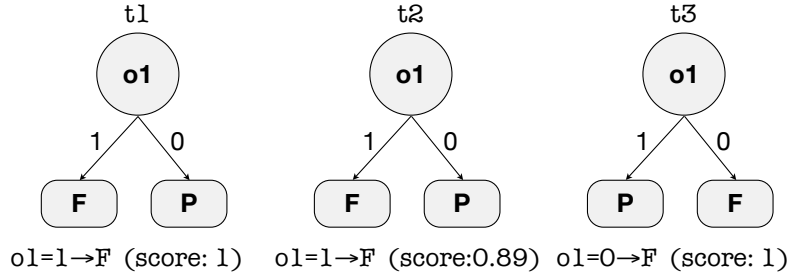 t1 t2 t3
o1 o1 o1
1 0 1 0 1 0
F P F P P F
o1=1→F (score: 1) o1=1→F (score:0.89) o1=0→F (score: 1)